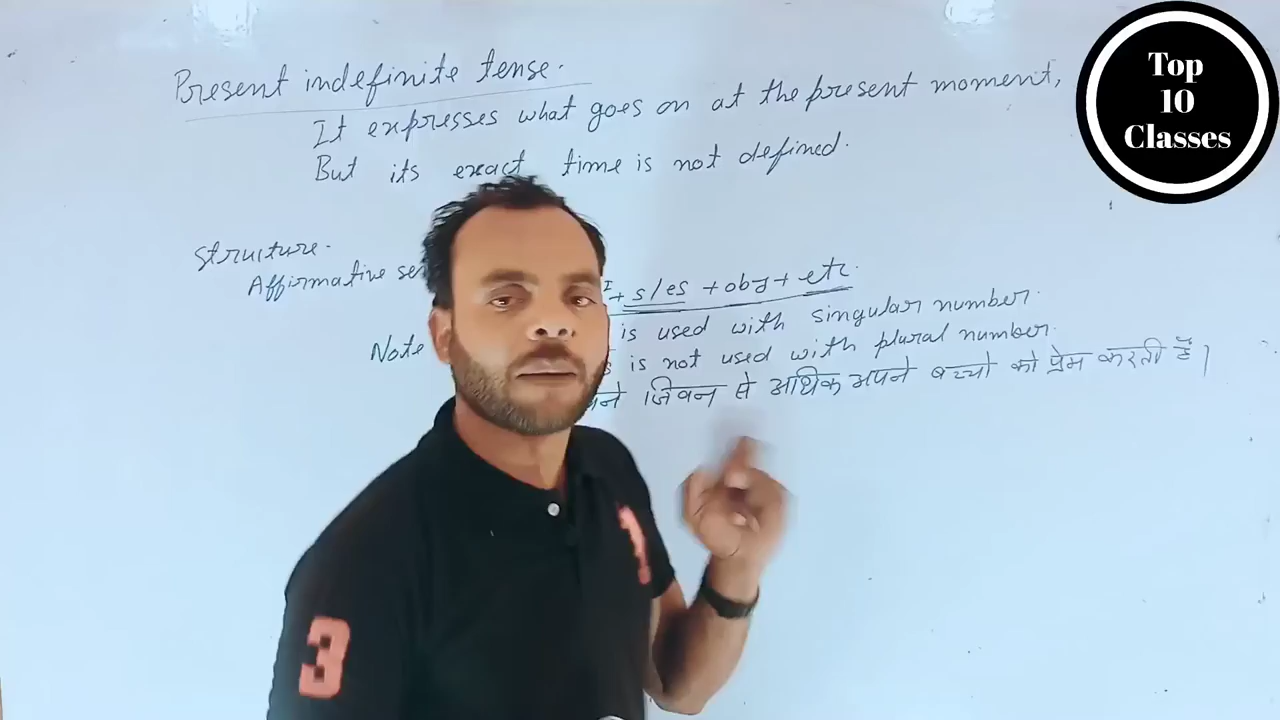 Present indefinite tense.
It expresses what goes on at the present moment,
But its exact time is not defined.
Structure.
Affirmative + s/es + obj + etc.
Note is used with singular number.
is not used with plural number.
जिवन से अधिक अपने बच्चो को प्रेम करती हैं।
Top
10
Classes
3
1